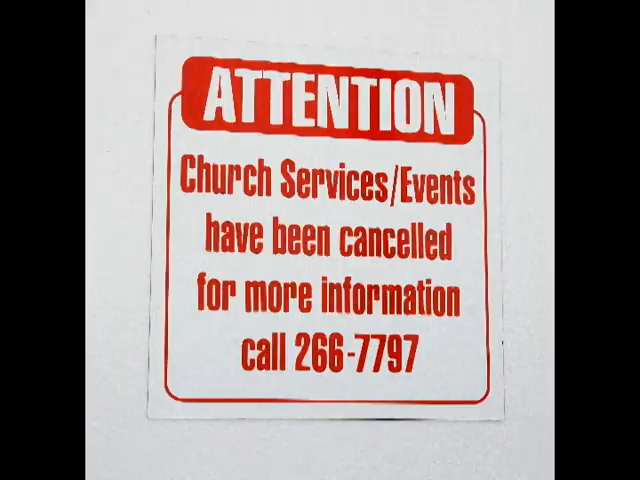 ATTENTION
Church Services/Events
have been cancelled
for more information
call 266-7797